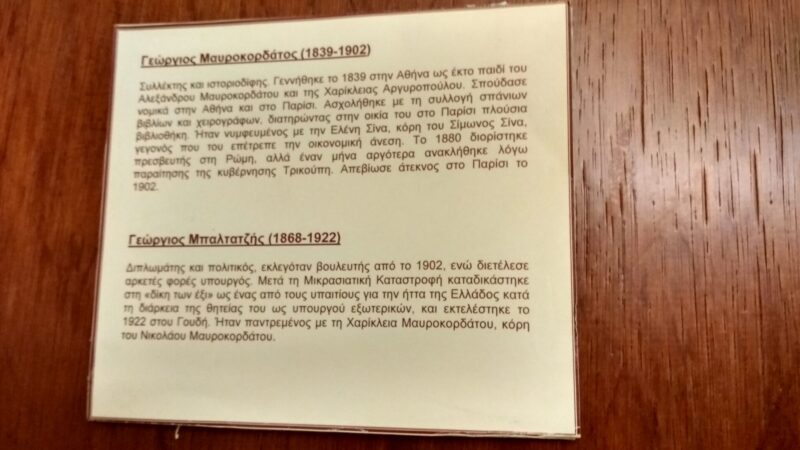 Γεώργιος Μαυροκορδάτος (1839-1902)
Συλλέκτης και ιστοριοδίφης. Γεννήθηκε το 1839 στην Αθήνα ως έκτο παιδί του
Αλεξάνδρου Μαυροκορδάτου και της Χαρίκλειας Αργυροπούλου. Σπούδασε
νομικά στην Αθήνα και στο Παρίσι. Ασχολήθηκε με τη συλλογή σπάνιων
βιβλίων και χειρογράφων, διατηρώντας στην οικία του στο Παρίσι πλούσια
βιβλιοθήκη. Ήταν νυμφευμένος με την Ελένη Σίνα, κόρη του Σίμωνος Σίνα,
γεγονός που του επέτρεπε την οικονομική άνεση. Το 1880 διορίστηκε
πρεσβευτής στη Ρώμη, αλλά έναν μήνα αργότερα ανακλήθηκε λόγω
παραίτησης της κυβέρνησης Τρικούπη. Απεβίωσε άτεκνος στο Παρίσι το
1902.
Γεώργιος Μπαλτατζής (1868-1922)
Διπλωμάτης και πολιτικός, εκλεγόταν βουλευτής από το 1902, ενώ διετέλεσε
αρκετές φορές υπουργός. Μετά τη Μικρασιατική Καταστροφή καταδικάστηκε
στη «δίκη των έξι» ως ένας από τους υπαιτίους για την ήττα της Ελλάδος κατά
τη διάρκεια της θητείας του ως υπουργού εξωτερικών, και εκτελέστηκε το
1922 στου Γουδή. Ήταν παντρεμένος με τη Χαρίκλεια Μαυροκορδάτου, κόρη
του Νικολάου Μαυροκορδάτου.